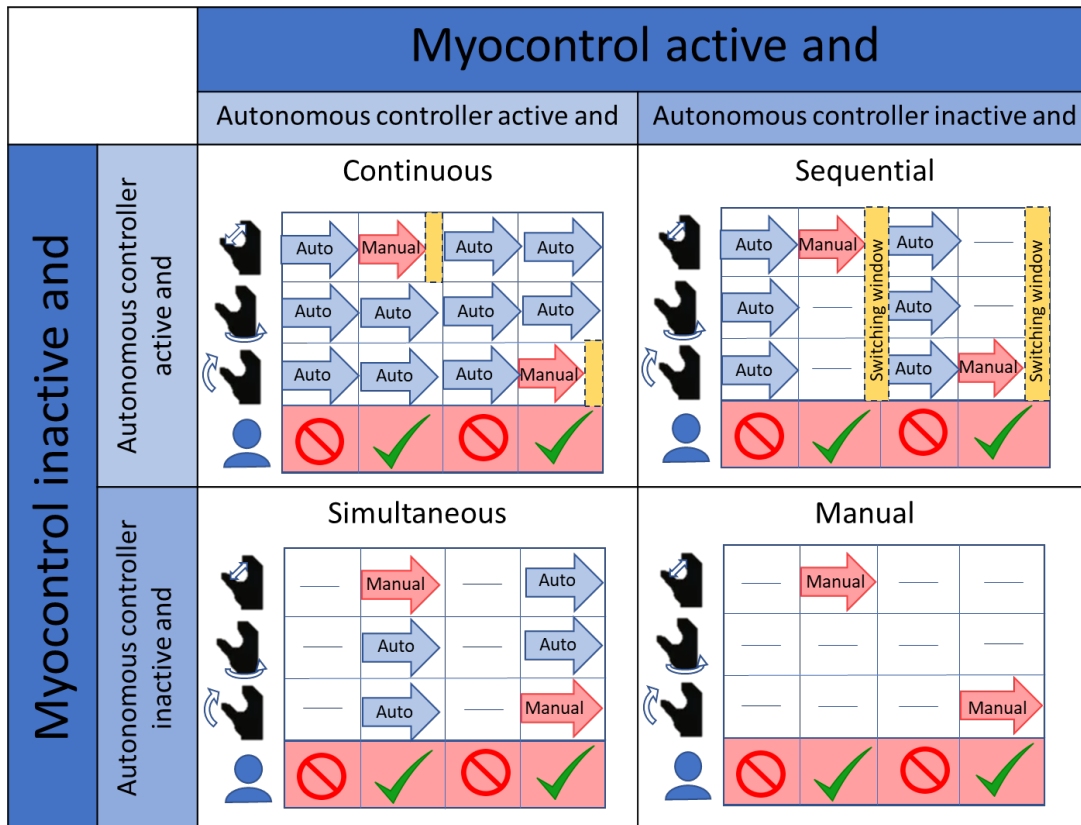 Myocontrol active and
Autonomous controller active and
Autonomous controller inactive and
Myocontrol inactive and
Autonomous controller
active and
Continuous
Auto
Manual
Auto
Auto
Auto
Auto
Auto
Auto
Auto
Auto
Auto
Manual
Sequential
Auto
Manual
Switching window
Auto
Switching window
Auto
Auto
Auto
Auto
Manual
Autonomous controller
inactive and
Simultaneous
Manual
Auto
Auto
Auto
Auto
Manual
Manual
Manual
Manual